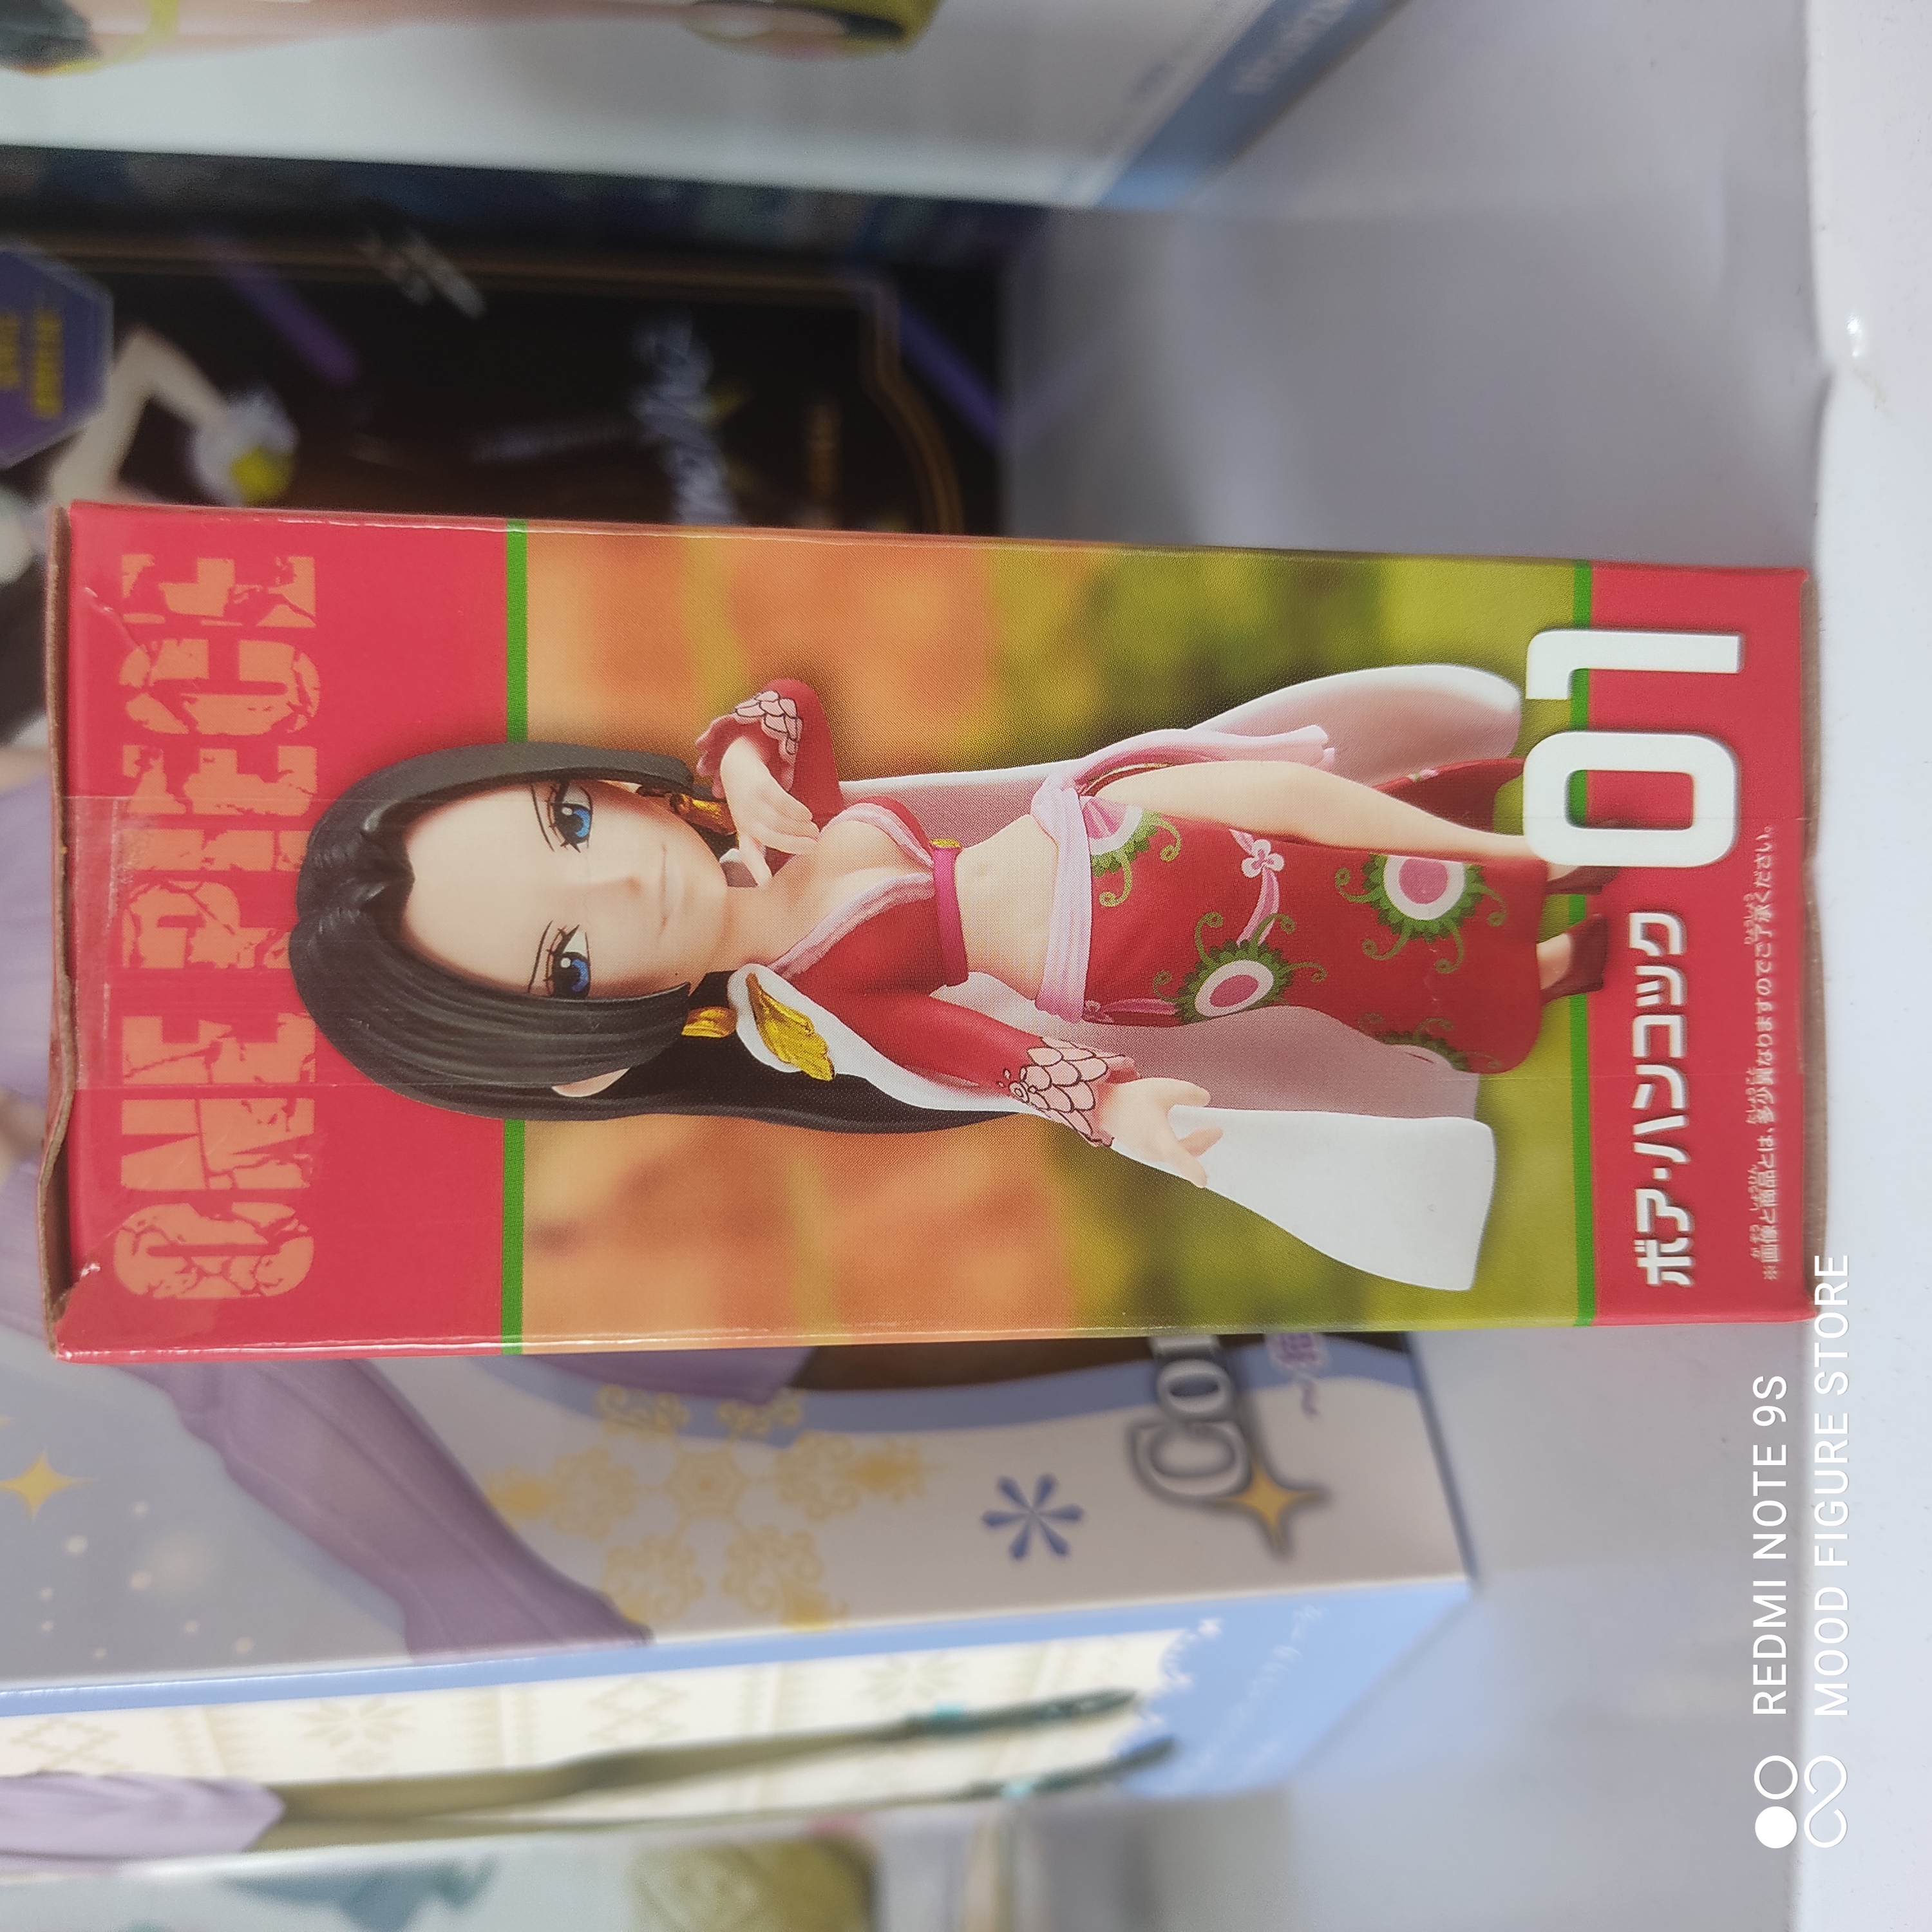 ONE PIECE
01
ボア・ハンコック
※画像と商品とは、多少異なりますのでご了承ください。
REDMI NOTE 9S
MOOD FIGURE STORE